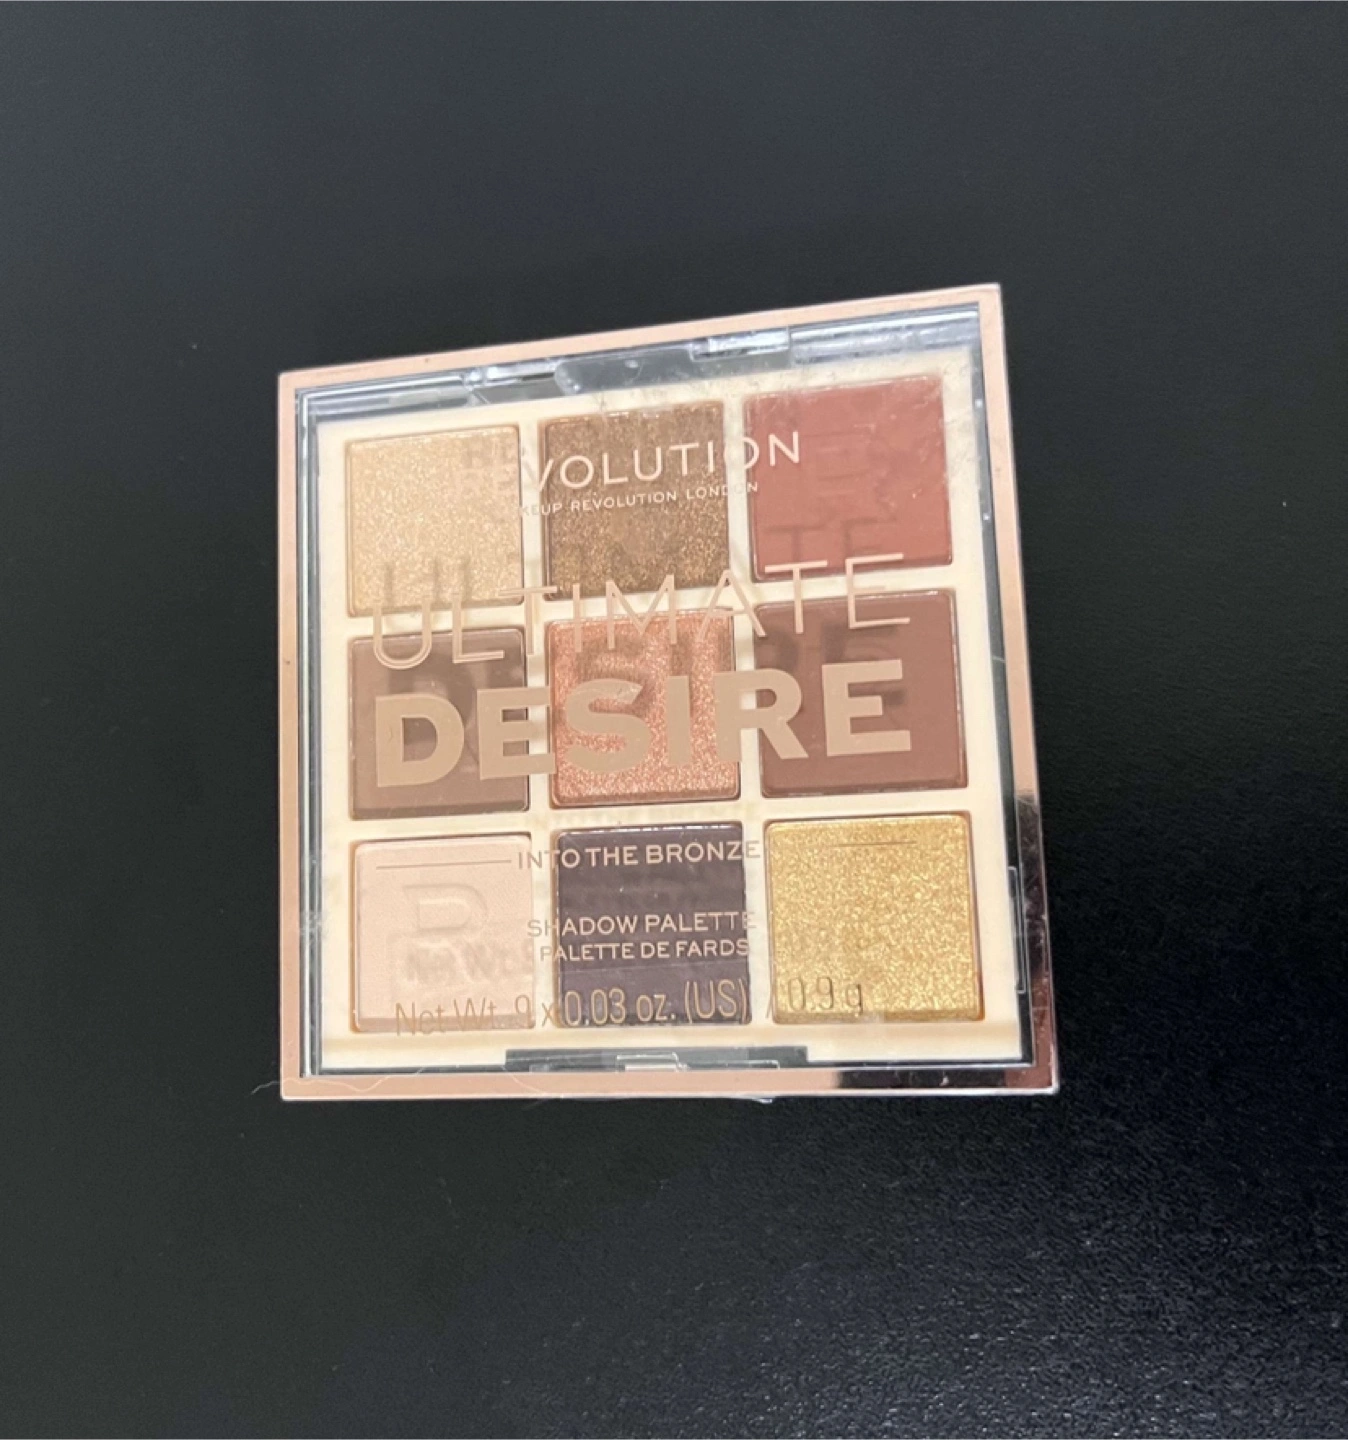 REVOLUTION
MAKEUP REVOLUTION LONDON
ULTIMATE
DESIRE
INTO THE BRONZE
SHADOW PALETTE
PALETTE DE FARDS
Net Wt. 9 x 0.03 oz. (US) / 0.9 g